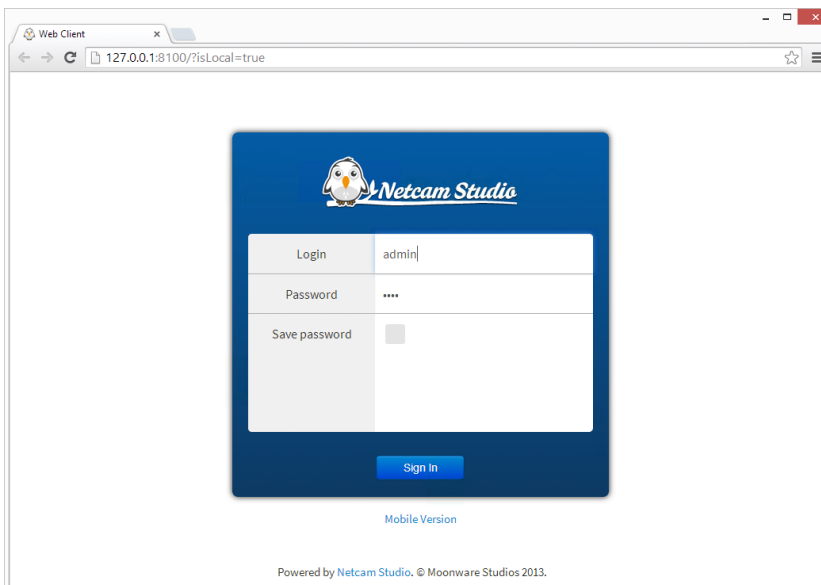 Web Client
127.0.0.1:8100/?isLocal=true
Netcam Studio
Login admin
Password ••••
Save password
Sign In
Mobile Version
Powered by Netcam Studio. © Moonware Studios 2013.